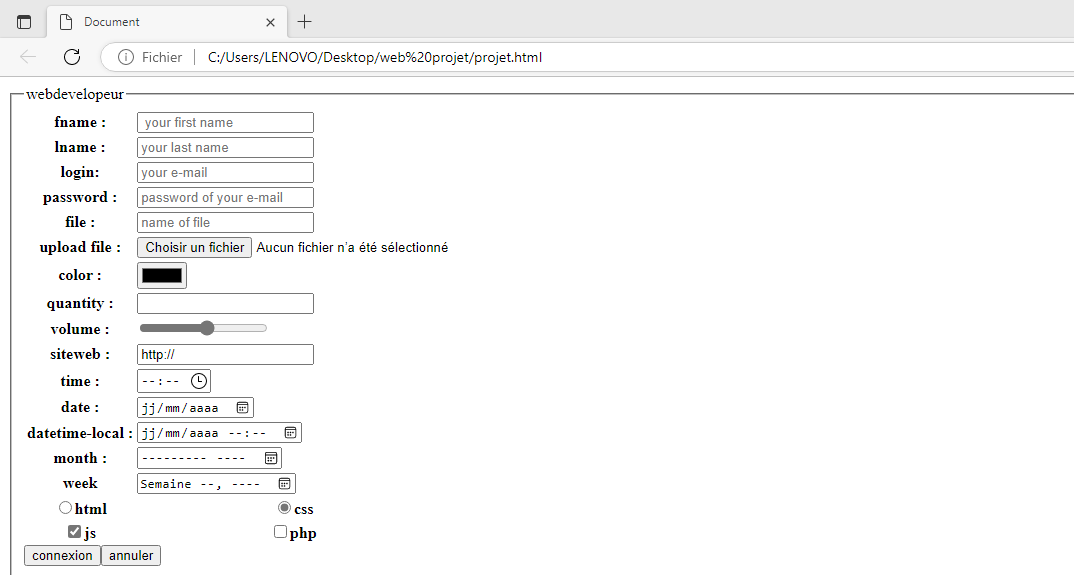 Document
Fichier C:/Users/LENOVO/Desktop/web%20projet/projet.html
webdevelopeur
fname : your first name
lname : your last name
login: your e-mail
password : password of your e-mail
file : name of file
upload file : Choisir un fichier Aucun fichier n'a été sélectionné
color :
quantity :
volume :
siteweb : http://
time : --:--
date : jj/mm/aaaa
datetime-local : jj/mm/aaaa --:--
month : --------- ----
week Semaine --, ----
html css
js php
connexion annuler